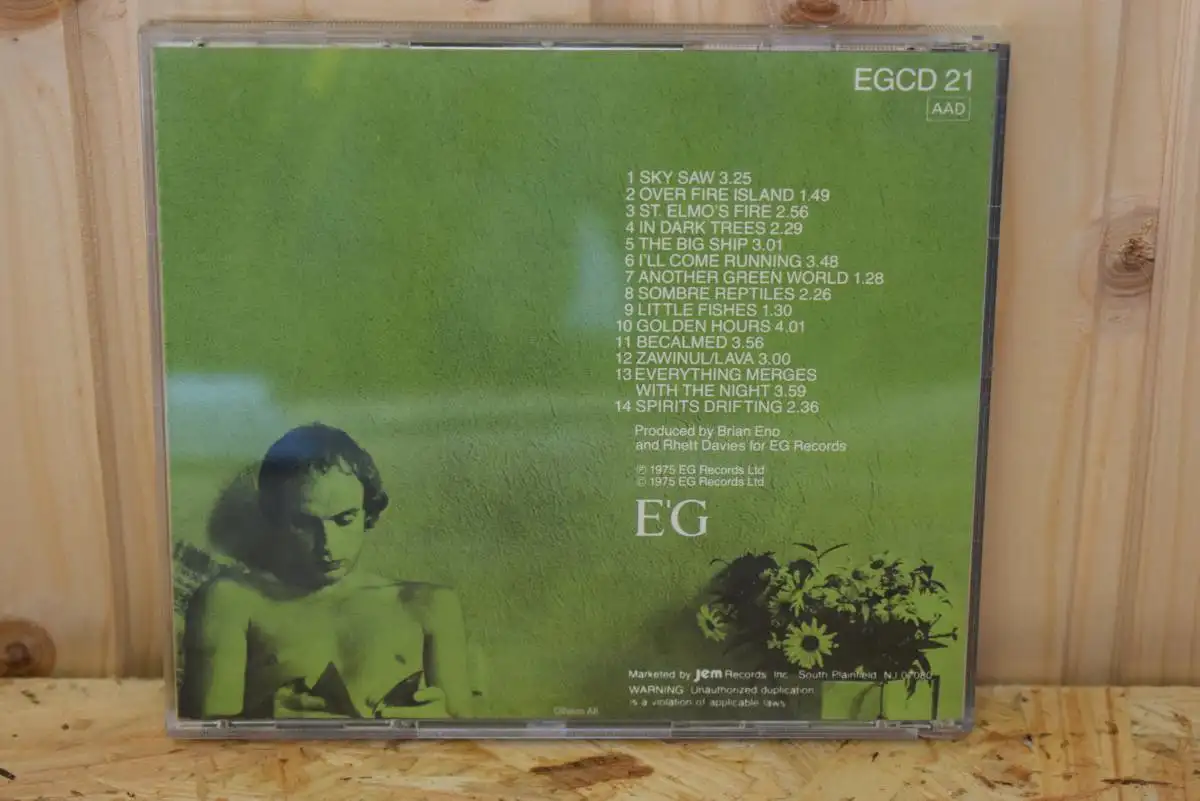 EGCD 21
AAD
1 SKY SAW 3.25
2 OVER FIRE ISLAND 1.49
3 ST. ELMO'S FIRE 2.56
4 IN DARK TREES 2.29
5 THE BIG SHIP 3.01
6 I'LL COME RUNNING 3.48
7 ANOTHER GREEN WORLD 1.28
8 SOMBRE REPTILES 2.26
9 LITTLE FISHES 1.30
10 GOLDEN HOURS 4.01
11 BECALMED 3.56
12 ZAWINUL/LAVA 3.00
13 EVERYTHING MERGES
WITH THE NIGHT 3.59
14 SPIRITS DRIFTING 2.36
Produced by Brian Eno
and Rhett Davies for EG Records
℗ 1975 EG Records Ltd
© 1975 EG Records Ltd
E'G
Marketed by jem Records Inc. South Plainfield, NJ 07080
WARNING Unauthorized duplication
is a violation of applicable laws